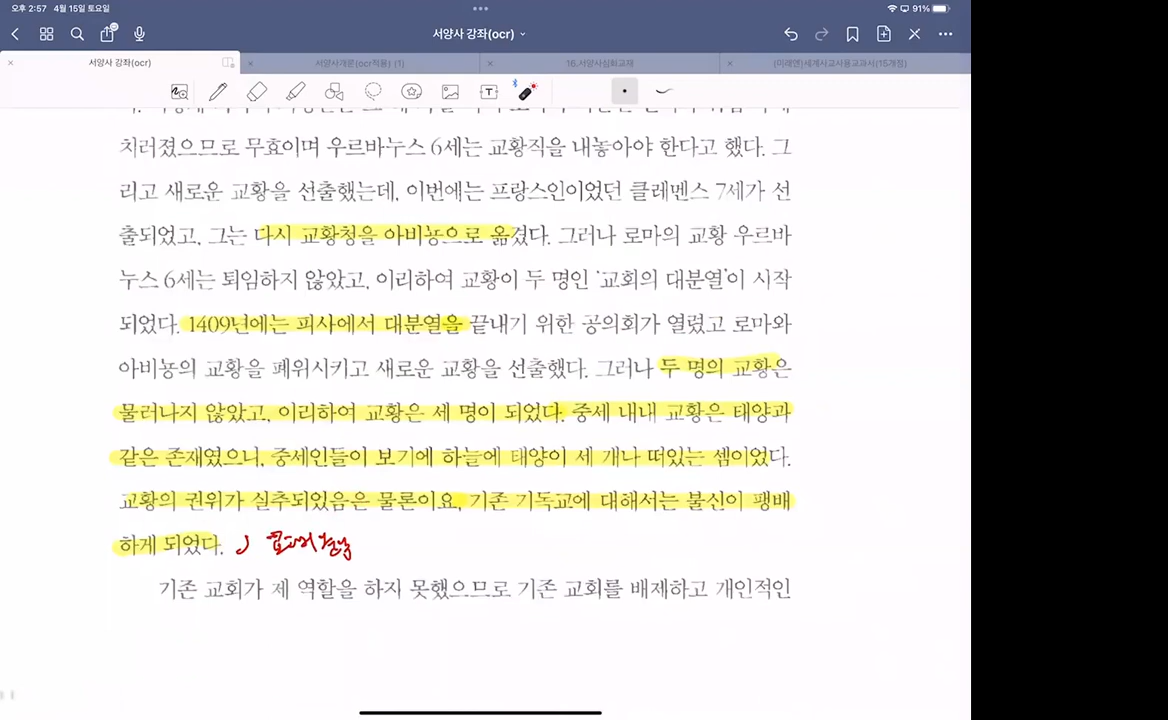 오후 2:57 4월 15일 토요일
91%
서양사 강좌(ocr)
서양사 강좌(ocr)
서양사개론(ocr적용) (1)
16.서양사심화교재
(미래엔)세계사교사용교과서(15개정)
치러졌으므로 무효이며 우르바누스 6세는 교황직을 내놓아야 한다고 했다. 그
리고 새로운 교황을 선출했는데, 이번에는 프랑스인이었던 클레멘스 7세가 선
출되었고, 그는 다시 교황청을 아비뇽으로 옮겼다. 그러나 로마의 교황 우르바
누스 6세는 퇴임하지 않았고, 이리하여 교황이 두 명인 '교회의 대분열'이 시작
되었다. 1409년에는 피사에서 대분열을 끝내기 위한 공의회가 열렸고 로마와
아비뇽의 교황을 폐위시키고 새로운 교황을 선출했다. 그러나 두 명의 교황은
물러나지 않았고, 이리하여 교황은 세 명이 되었다. 중세 내내 교황은 태양과
같은 존재였으니, 중세인들이 보기에 하늘에 태양이 세 개나 떠있는 셈이었다.
교황의 권위가 실추되었음은 물론이요, 기존 기독교에 대해서는 불신이 팽배
하게 되었다.
기존 교회가 제 역할을 하지 못했으므로 기존 교회를 배제하고 개인적인